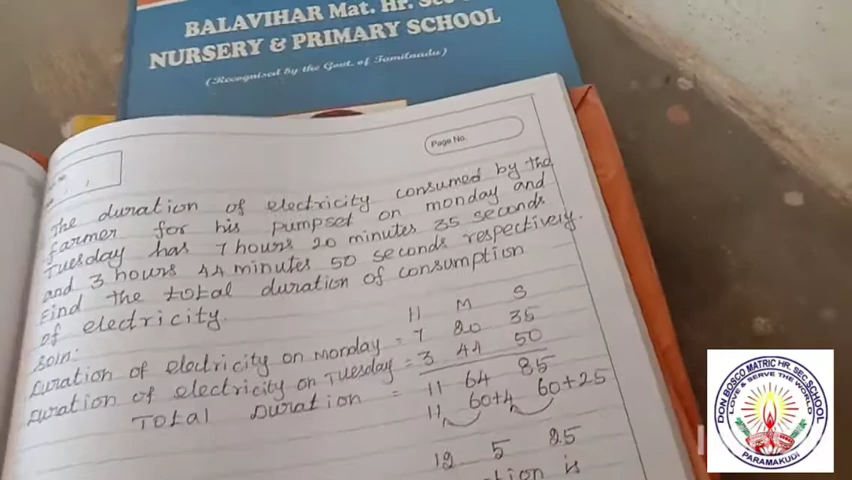 BALAVIHAR Mat. Hr. Sec
NURSERY & PRIMARY SCHOOL
(Recognised by the Govt. of Tamilnadu)
Page No.
The duration of electricity consumed by the
farmer for his pumpset on monday and
Tuesday has 7 hours 20 minutes 35 seconds
and 3 hours 44 minutes 50 seconds respectively.
Find the total duration of consumption
of electricity.
Soln:
H M S
Duration of electricity on Monday = 7 20 35
Duration of electricity on Tuesday = 3 44 50
Total Duration = 11 64 85
11 60+4 60+25
12 5 25
is
DON BOSCO MATRIC HR. SEC SCHOOL
LOVE & SERVE THE WORLD
PARAMAKUDI